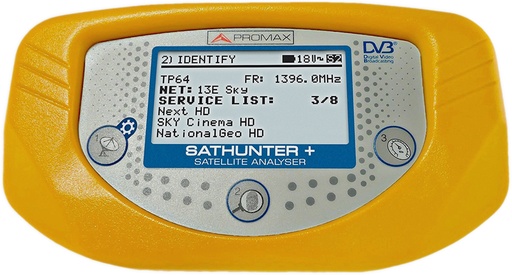 PROMAX
2) IDENTIFY 18V~ S2
TP64 FR: 1396.0MHz
NET: 13E Sky
SERVICE LIST: 3/8
Next HD
SKY Cinema HD
NationalGeo HD
DVB
Digital Video
Broadcasting
SATHUNTER +
SATELLITE ANALYSER
1
2
3